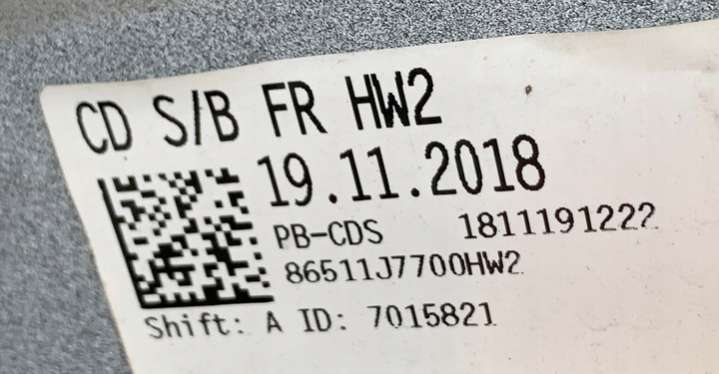 CD S/B FR HW2
19.11.2018
PB-CDS 1811191222
86511J7700HW2
Shift: A ID: 7015821